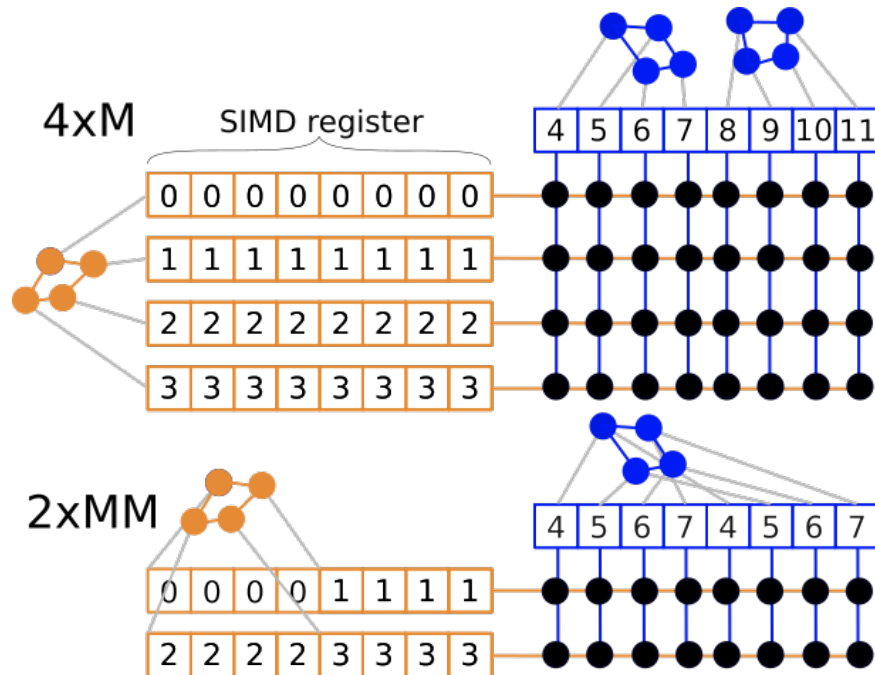 4xM
SIMD register
4 5 6 7 8 9 10 11
0 0 0 0 0 0 0 0
1 1 1 1 1 1 1 1
2 2 2 2 2 2 2 2
3 3 3 3 3 3 3 3
2xMM
4 5 6 7 4 5 6 7
0 0 0 0 1 1 1 1
2 2 2 2 3 3 3 3